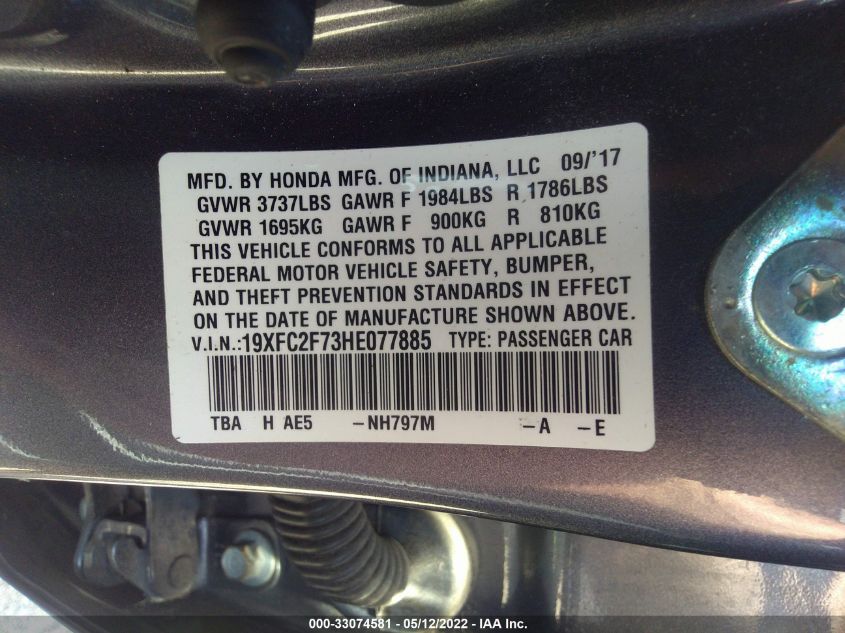 MFD. BY HONDA MFG. OF INDIANA, LLC 09/'17
GVWR 3737LBS GAWR F 1984LBS R 1786LBS
GVWR 1695KG GAWR F 900KG R 810KG
THIS VEHICLE CONFORMS TO ALL APPLICABLE
FEDERAL MOTOR VEHICLE SAFETY, BUMPER,
AND THEFT PREVENTION STANDARDS IN EFFECT
ON THE DATE OF MANUFACTURE SHOWN ABOVE.
V.I.N.:19XFC2F73HE077885 TYPE: PASSENGER CAR
TBA H AE5 -NH797M -A -E
000-33074581 - 05/12/2022 - IAA Inc.